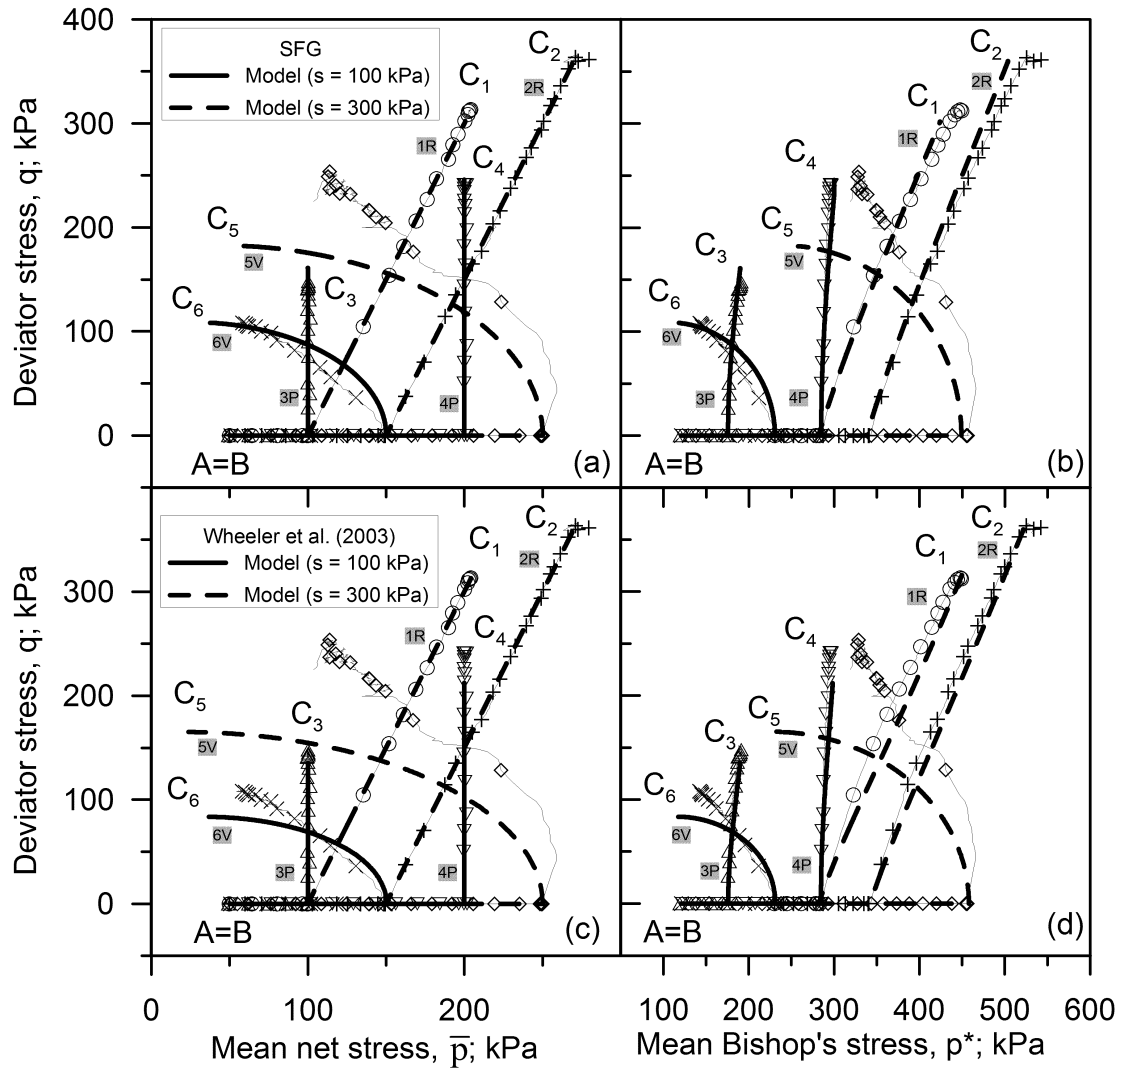 400
300
200
100
0
Deviator stress, q; kPa
SFG
Model (s = 100 kPa)
Model (s = 300 kPa)
C1
C2
C3
C4
C5
C6
1R
2R
3P
4P
5V
6V
A=B
(a)
C1
C2
C3
C4
C5
C6
1R
2R
3P
4P
5V
6V
A=B
(b)
300
200
100
0
Deviator stress, q; kPa
Wheeler et al. (2003)
Model (s = 100 kPa)
Model (s = 300 kPa)
C1
C2
C3
C4
C5
C6
1R
2R
3P
4P
5V
6V
A=B
(c)
C1
C2
C3
C4
C5
C6
1R
2R
3P
4P
5V
6V
A=B
(d)
0 100 200
Mean net stress, p̅; kPa
100 200 300 400 500 600
Mean Bishop's stress, p*; kPa